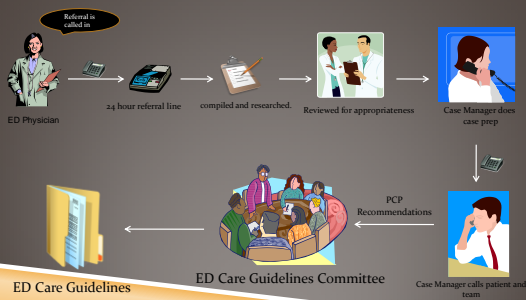 Referral is
called in
ED Physician
24 hour referral line
compiled and researched.
Reviewed for appropriateness
Case Manager does
case prep
PCP
Recommendations
Case Manager calls patient and
team
ED Care Guidelines Committee
ED Care Guidelines